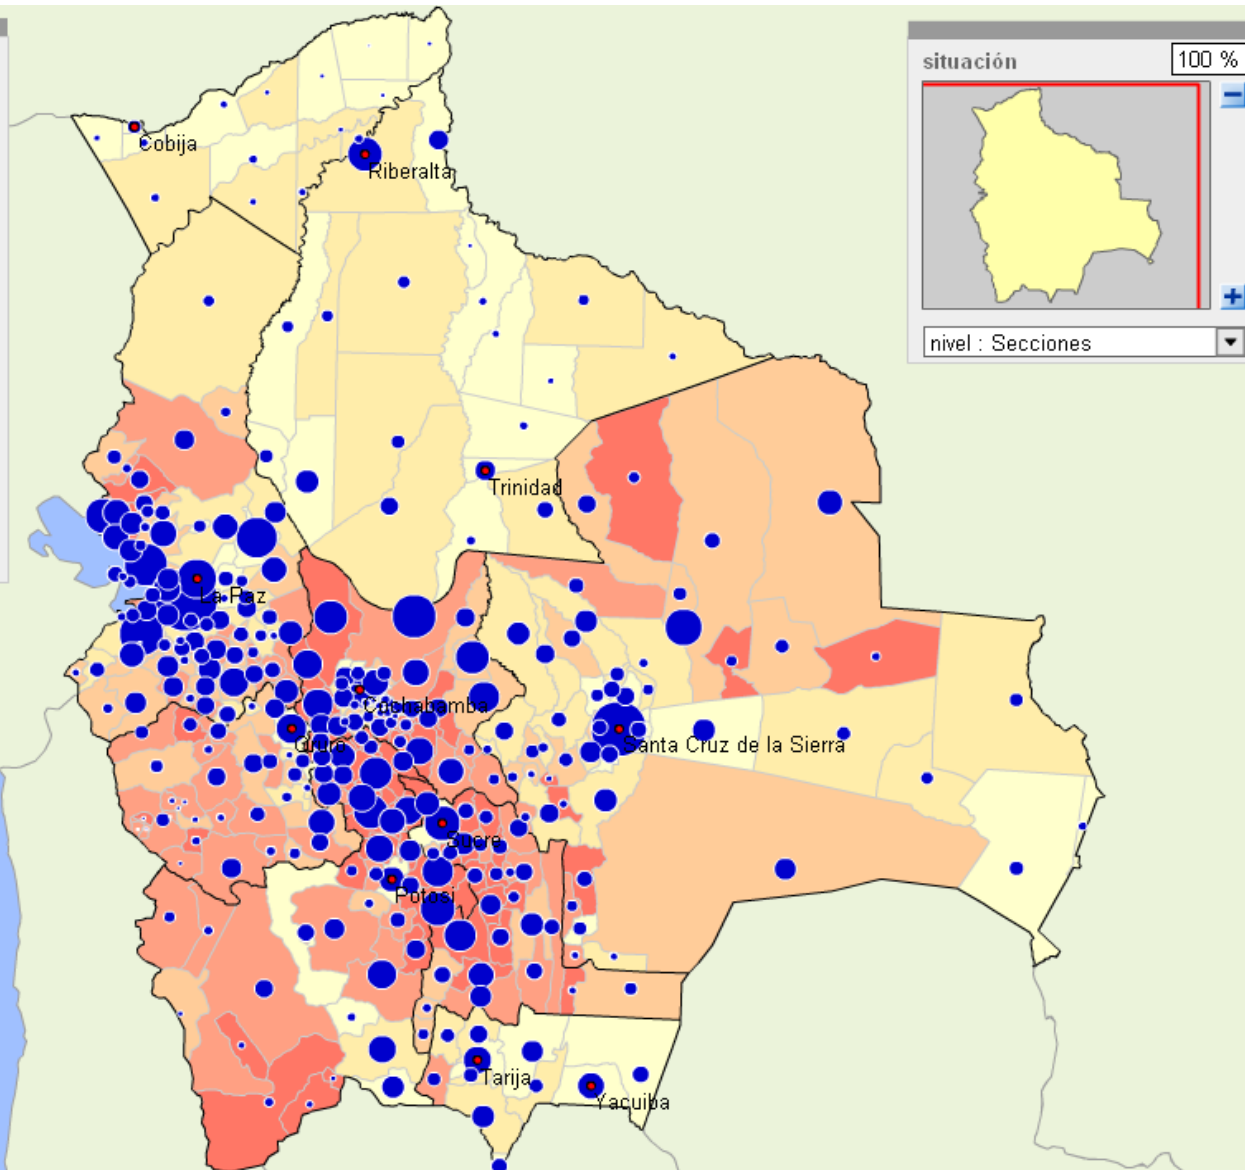 situación
100 %
nivel : Secciones
Cobija
Riberalta
Trinidad
La Paz
Cochabamba
Oruro
Santa Cruz de la Sierra
Sucre
Potosi
Tarija
Yacuiba